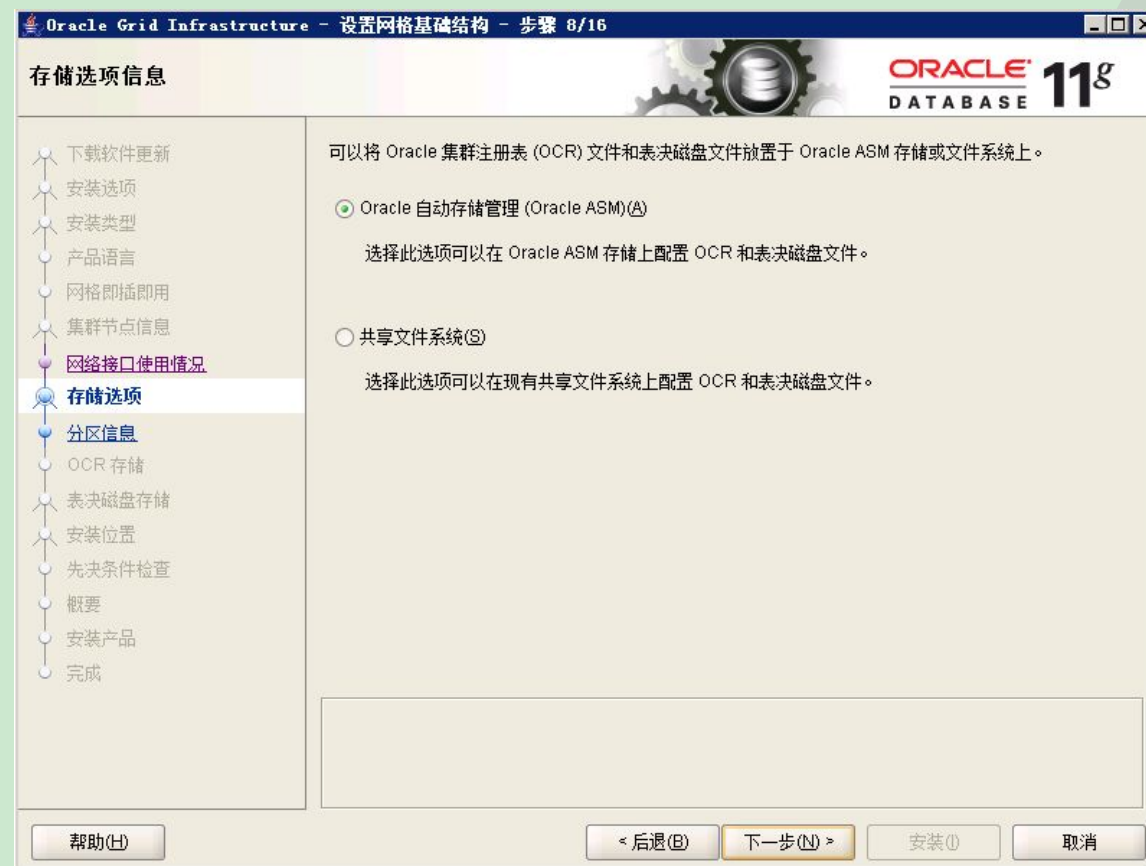 Oracle Grid Infrastructure - 设置网格基础结构 - 步骤 8/16
存储选项信息
ORACLE
DATABASE
11g
下载软件更新
安装选项
安装类型
产品语言
网格即插即用
集群节点信息
网络接口使用情况
存储选项
分区信息
OCR 存储
表决磁盘存储
安装位置
先决条件检查
概要
安装产品
完成
可以将 Oracle 集群注册表 (OCR) 文件和表决磁盘文件放置于 Oracle ASM 存储或文件系统上。
Oracle 自动存储管理 (Oracle ASM)(A)
选择此选项可以在 Oracle ASM 存储上配置 OCR 和表决磁盘文件。
共享文件系统(S)
选择此选项可以在现有共享文件系统上配置 OCR 和表决磁盘文件。
帮助(H)
< 后退(B)
下一步(N) >
安装(I)
取消